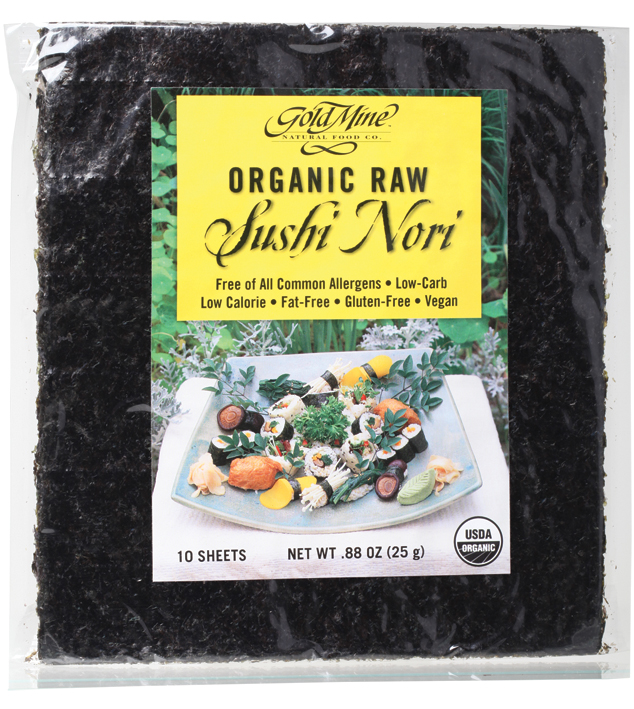 Gold Mine
NATURAL FOOD CO.
ORGANIC RAW
Sushi Nori
Free of All Common Allergens • Low-Carb
Low Calorie • Fat-Free • Gluten-Free • Vegan
10 SHEETS NET WT .88 OZ (25 g)
USDA
ORGANIC